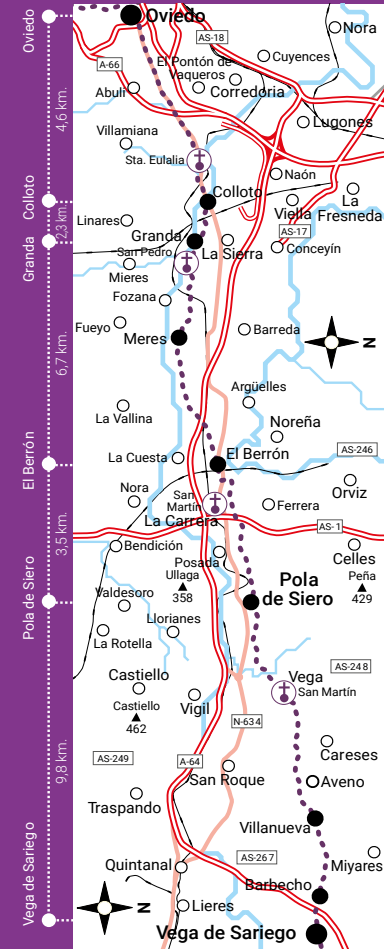 Oviedo
4,6 km.
Colloto
2,3 km.
Granda
6,7 km.
El Berrón
3,5 km.
Pola de Siero
9,8 km.
Vega de Sariego
Oviedo
Nora
AS-18
Cuyences
A-66
El Pontón de
Vaqueros
Abuli
Corredoria
Lugones
Villamiana
Sta. Eulalia
Naón
Colloto
La
Fresneda
Viella
Linares
AS-17
Granda
La Sierra
Conceyín
San Pedro
Mieres
Fozana
Fueyo
Barreda
Meres
N
Argüelles
La Vallina
Noreña
AS-246
El Berrón
La Cuesta
Orviz
Nora
San
Martín
Ferrera
La Carrera
AS-1
Bendición
Celles
Posada
Ullaga
358
Pola
de Siero
Peña
429
Valdesoro
Llorianes
La Rotella
AS-248
Castiello
Vega
San Martín
Castiello
462
Vigil
N-634
Careses
AS-249
A-64
San Roque
Aveno
Traspando
Villanueva
AS-267
Miyares
Quintanal
Barbecho
N
Lieres
Vega de Sariego